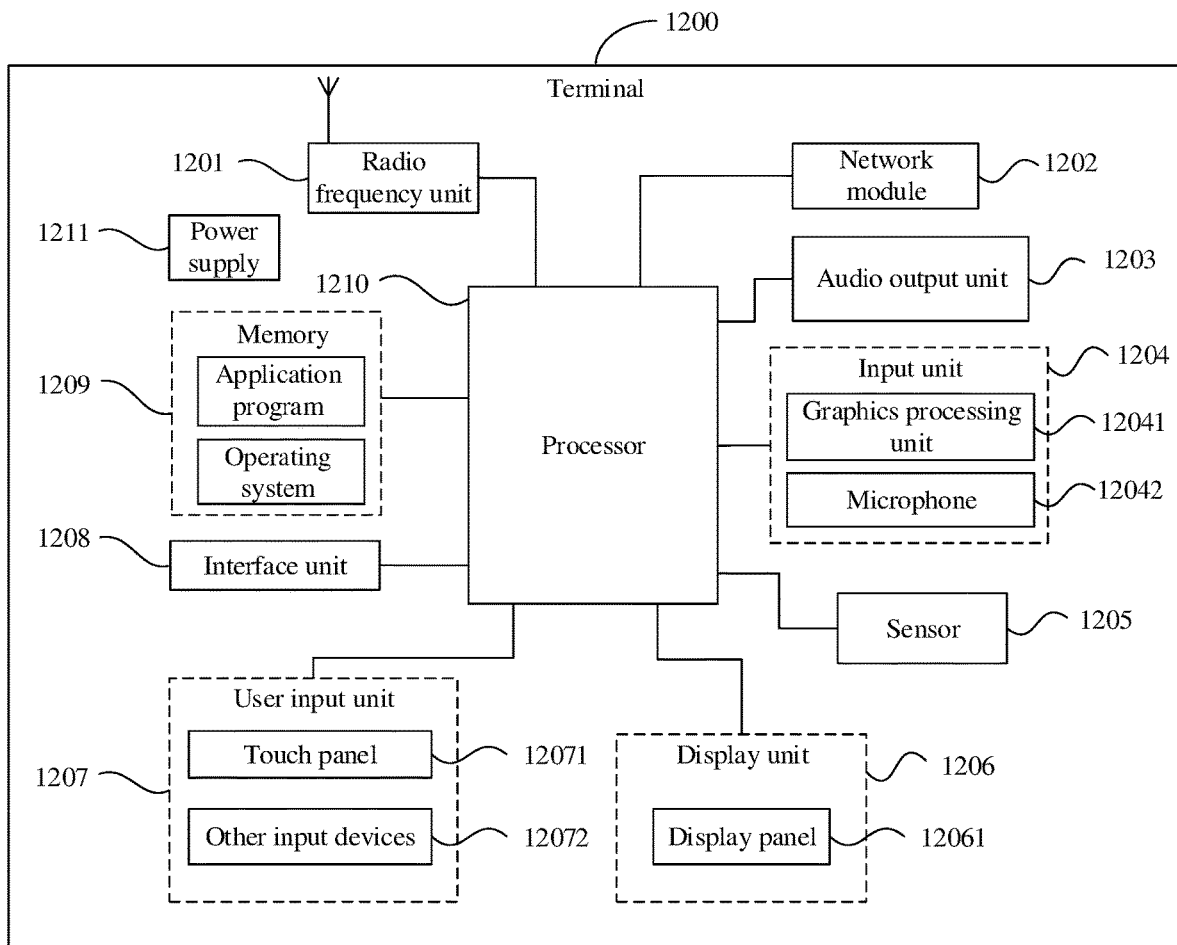 1200
Terminal
1201
Radio
frequency unit
Network
module
1202
1211
Power
supply
1210
Audio output unit
1203
Memory
1209
Application
program
Operating
system
Processor
Input unit
1204
Graphics processing
unit
12041
Microphone
12042
1208
Interface unit
Sensor
1205
User input unit
1207
Touch panel
12071
Other input devices
12072
Display unit
1206
Display panel
12061